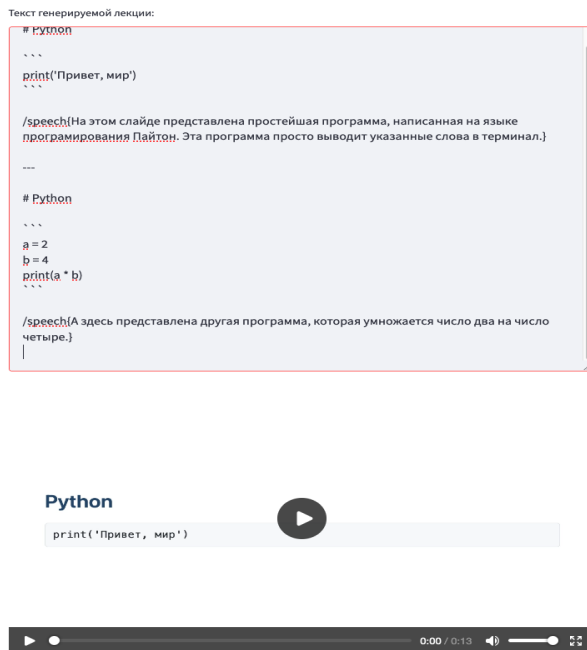 Текст генерируемой лекции:
# Python
```
print('Привет, мир')
```
/speech{На этом слайде представлена простейшая программа, написанная на языке
програмирования Пайтон. Эта программа просто выводит указанные слова в терминал.}
---
# Python
```
a = 2
b = 4
print(a * b)
```
/speech{А здесь представлена другая программа, которая умножается число два на число
четыре.}
Python
print('Привет, мир')
0:00 / 0:13